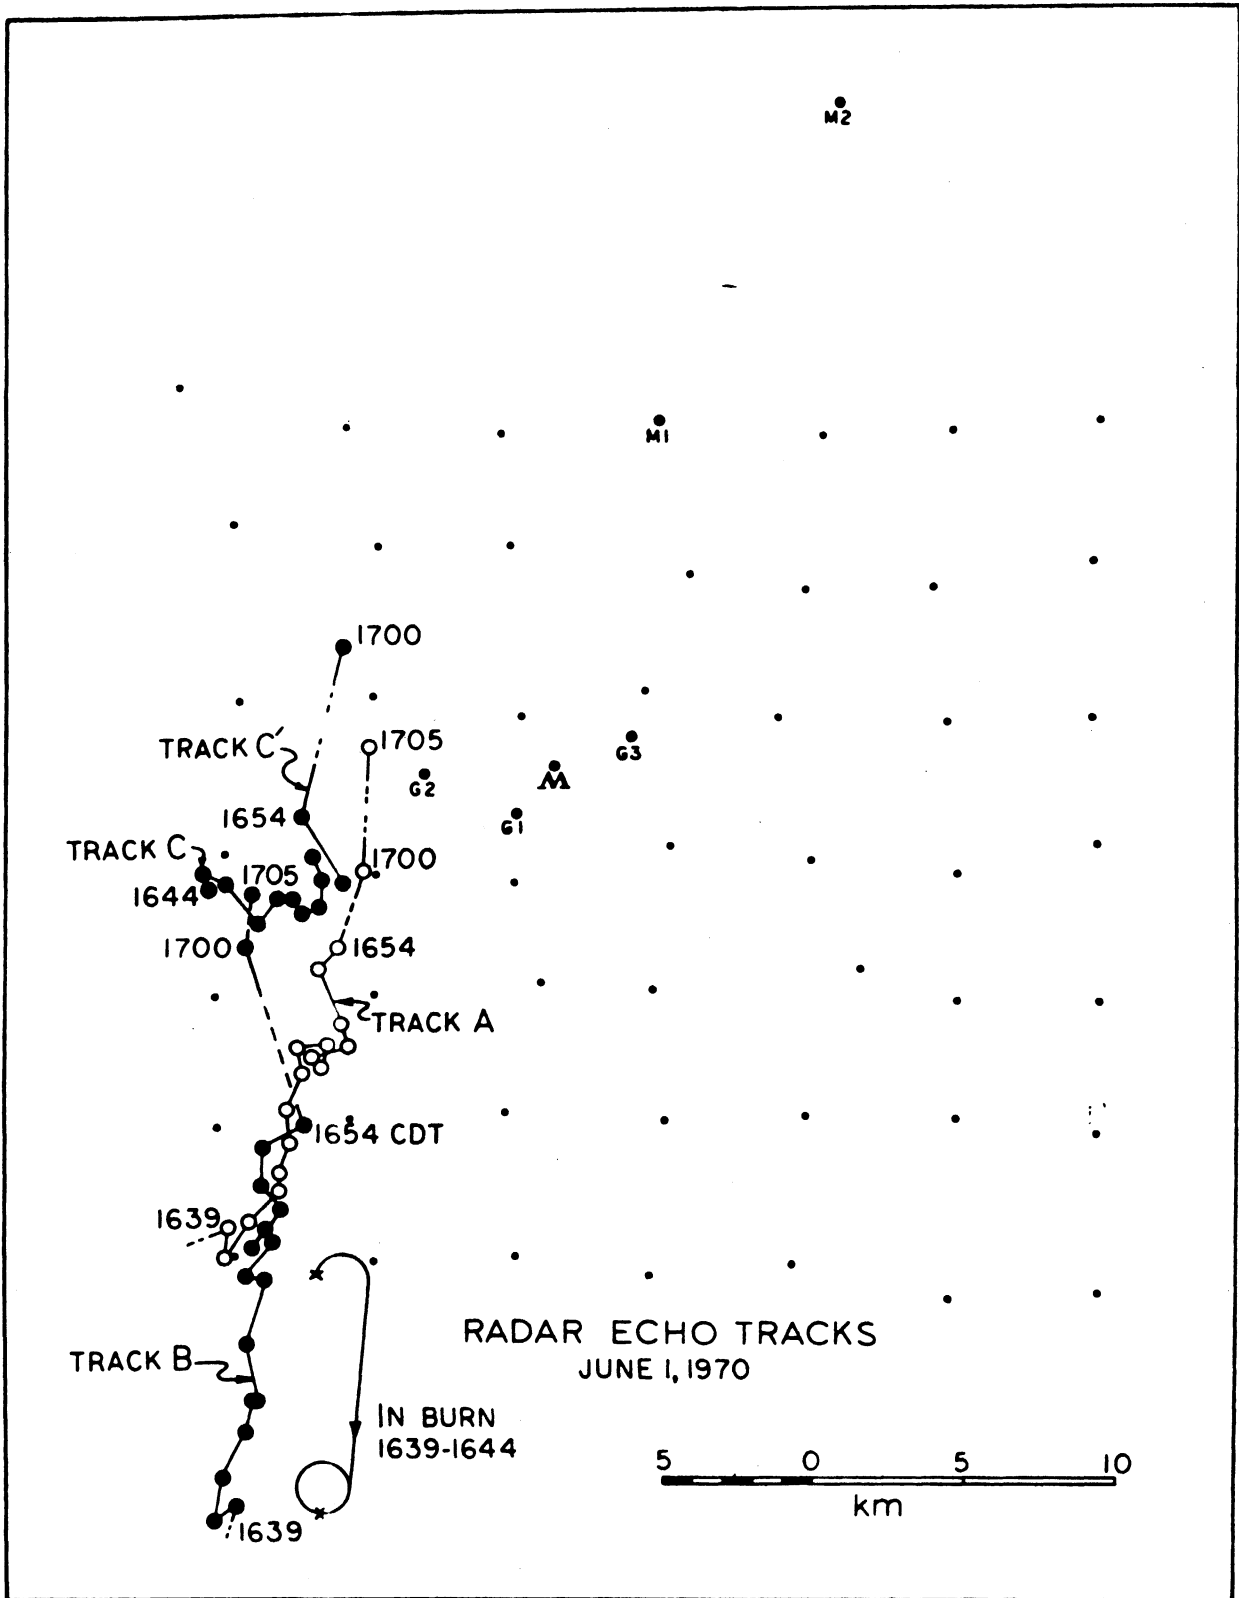 M2
M1
1700
TRACK C′
1705
G3
G2
M
1654
G1
TRACK C
1705
1700
1644
1700
1654
TRACK A
1654 CDT
1639
RADAR ECHO TRACKS
JUNE 1, 1970
TRACK B
IN BURN
1639-1644
5 0 5 10
km
1639